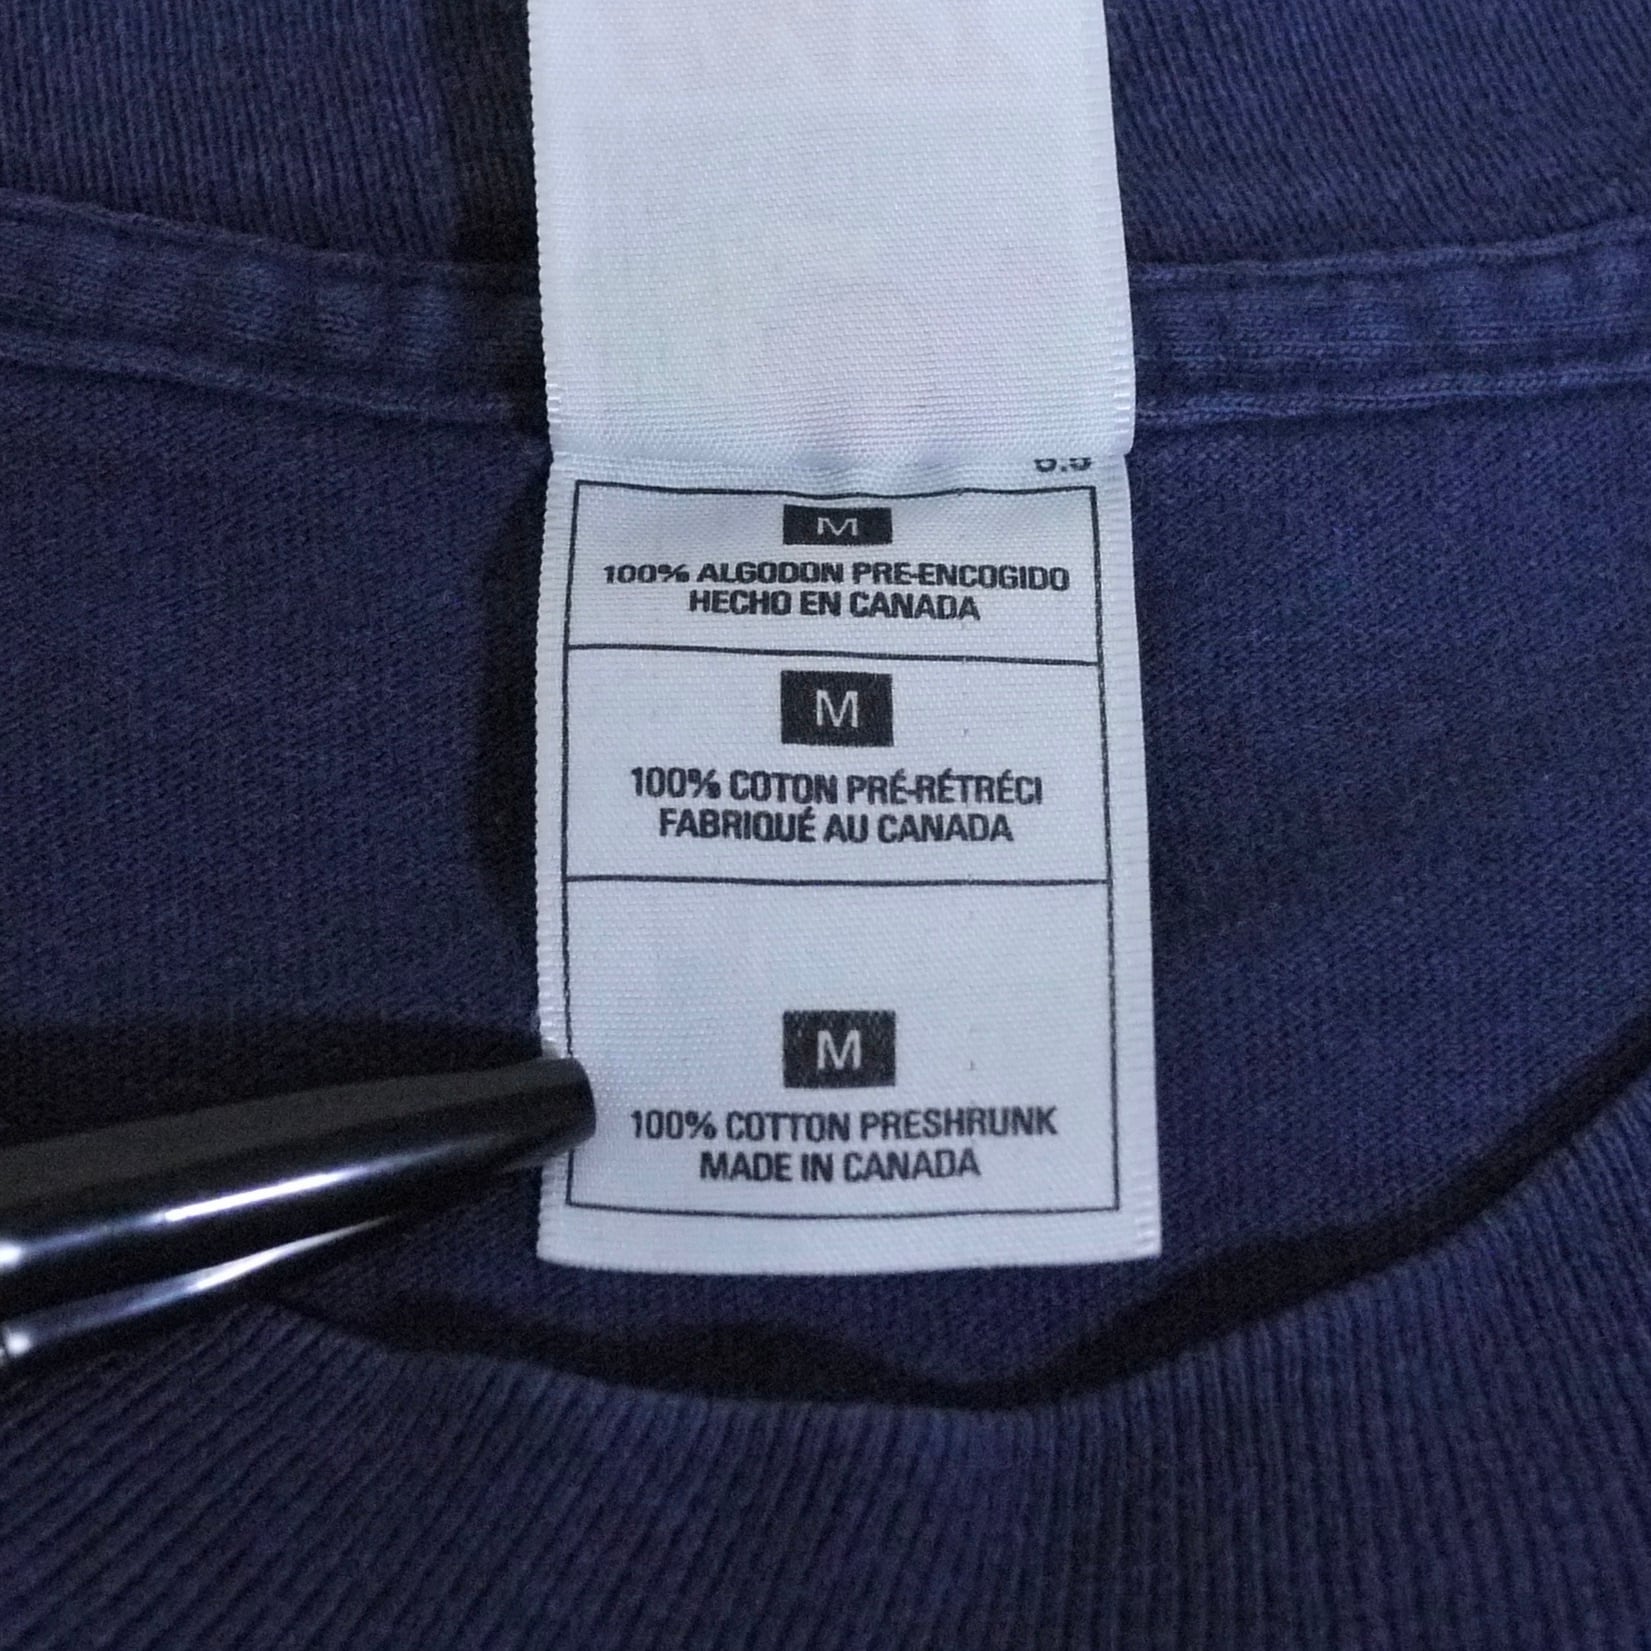 M
100% ALGODON PRE-ENCOGIDO
HECHO EN CANADA
M
100% COTON PRÉ-RÉTRÉCI
FABRIQUÉ AU CANADA
M
100% COTTON PRESHRUNK
MADE IN CANADA